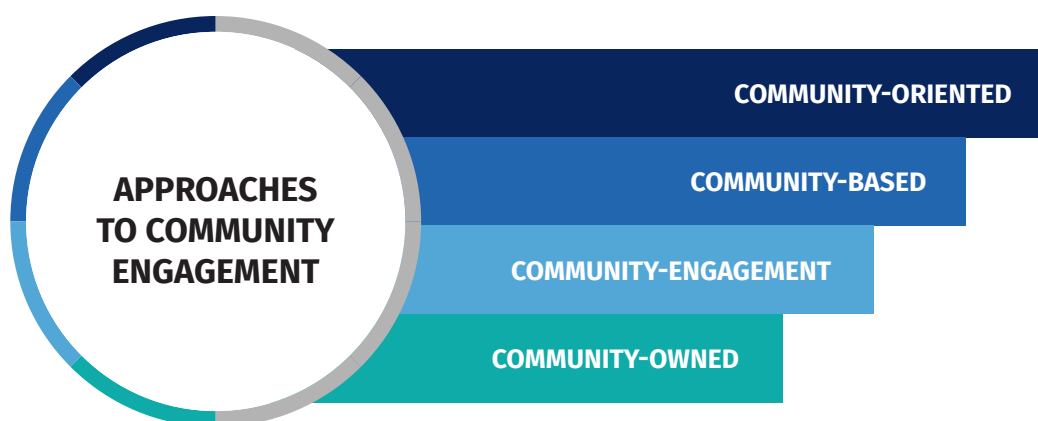 APPROACHES
TO COMMUNITY
ENGAGEMENT
COMMUNITY-ORIENTED
COMMUNITY-BASED
COMMUNITY-ENGAGEMENT
COMMUNITY-OWNED